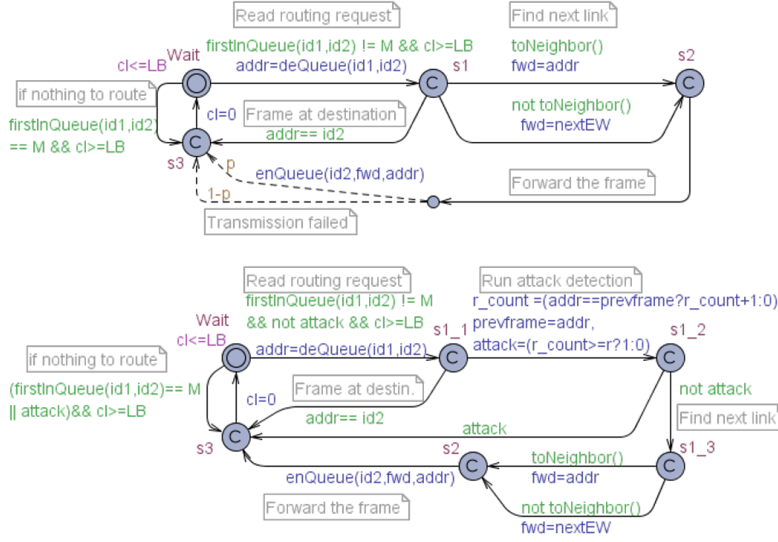 Read routing request
Find next link
Wait
firstInQueue(id1,id2) != M && cl>=LB
toNeighbor()
s2
cl<=LB
addr=deQueue(id1,id2)
s1
fwd=addr
if nothing to route
cl=0
Frame at destination
not toNeighbor()
firstInQueue(id1,id2)
== M && cl>=LB
C
addr== id2
fwd=nextEW
s3
p
enQueue(id2,fwd,addr)
Forward the frame
1-p
Transmission failed
C
C
Read routing request
Run attack detection
firstInQueue(id1,id2) != M
&& not attack && cl>=LB
r_count =(addr==prevframe?r_count+1:0)
prevframe=addr,
attack=(r_count>=r?1:0)
Wait
cl<=LB
s1_1
s1_2
addr=deQueue(id1,id2)
C
C
if nothing to route
Frame at destin.
not attack
(firstInQueue(id1,id2)== M
|| attack)&& cl>=LB
cl=0
addr== id2
Find next link
attack
C
s3
s2
toNeighbor()
s1_3
C
C
enQueue(id2,fwd,addr)
fwd=addr
Forward the frame
not toNeighbor()
fwd=nextEW